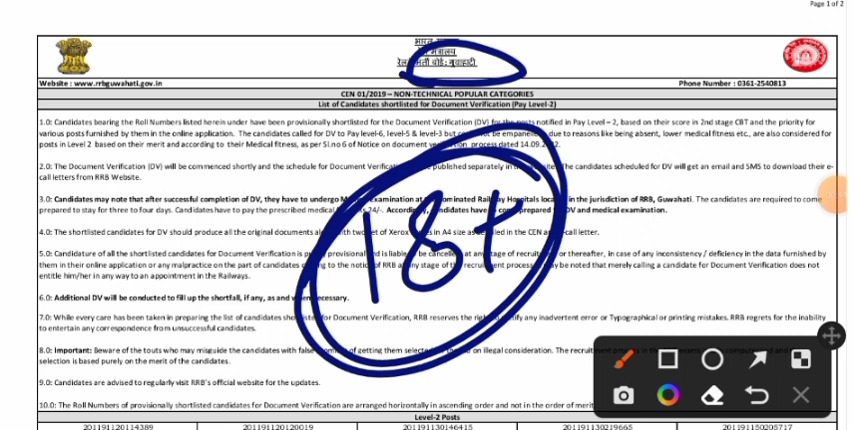 Page 1 of 2
भारत
रेल मंत्रालय
रेल भर्ती बोर्ड : गुवाहाटी
Website : www.rrbguwahati.gov.in
Phone Number : 0361-2540813
CEN 01/2019 – NON-TECHNICAL POPULAR CATEGORIES
List of Candidates shortlisted for Document Verification (Pay Level-2)
1.0: Candidates bearing the Roll Numbers listed herein under have been provisionally shortlisted for the Document Verification (DV) for the posts notified in Pay Level – 2, based on their score in 2nd stage CBT and the priority for
various posts furnished by them in the online application. The candidates called for DV to Pay level-6, level-5 & level-3 but could not be empaneled, due to reasons like being absent, lower medical fitness etc., are also considered for
posts in Level 2 based on their merit and according to their Medical fitness, as per Sl.no 6 of Notice on document verification process dated 14.09.
2.0: The Document Verification (DV) will be commenced shortly and the schedule for Document Verification published separately in the The candidates scheduled for DV will get an email and SMS to download their e-
call letters from RRB Website.
3.0: Candidates may note that after successful completion of DV, they have to undergo Medical Examination at nominated Railway Hospitals located in the jurisdiction of RRB, Guwahati. The candidates are required to come
prepared to stay for three to four days. Candidates have to pay the prescribed medical 24/-. Accordingly, candidates have to come prepared DV and medical examination.
4.0: The shortlisted candidates for DV should produce all the original documents along with two set of Xerox in A4 size as detailed in the CEN and call letter.
5.0: Candidature of all the shortlisted candidates for Document Verification is provisional and is liable to be cancelled at any stage of recruitment or thereafter, in case of any inconsistency / deficiency in the data furnished by
them in their online application or any malpractice on the part of candidates coming to the notice of RRB at any stage of the recruitment process. may be noted that merely calling a candidate for Document Verification does not
entitle him/her in any way to an appointment in the Railways.
6.0: Additional DV will be conducted to fill up the shortfall, if any, as and when necessary.
7.0: While every care has been taken in preparing the list of candidates shortlisted for Document Verification, RRB reserves the right to rectify any inadvertent error or Typographical or printing mistakes. RRB regrets for the inability
to entertain any correspondence from unsuccessful candidates.
8.0: Important: Beware of the touts who may misguide the candidates with false promises of getting them selected on illegal consideration. The recruitment
selection is based purely on the merit of the candidates.
9.0: Candidates are advised to regularly visit RRB's official website for the updates.
10.0: The Roll Numbers of provisionally shortlisted candidates for Document Verification are arranged horizontally in ascending order and not in the order of merit
Level-2 Posts
201191120114389 201191120120019 201191130146415 201191130219665 201191150205717
18+